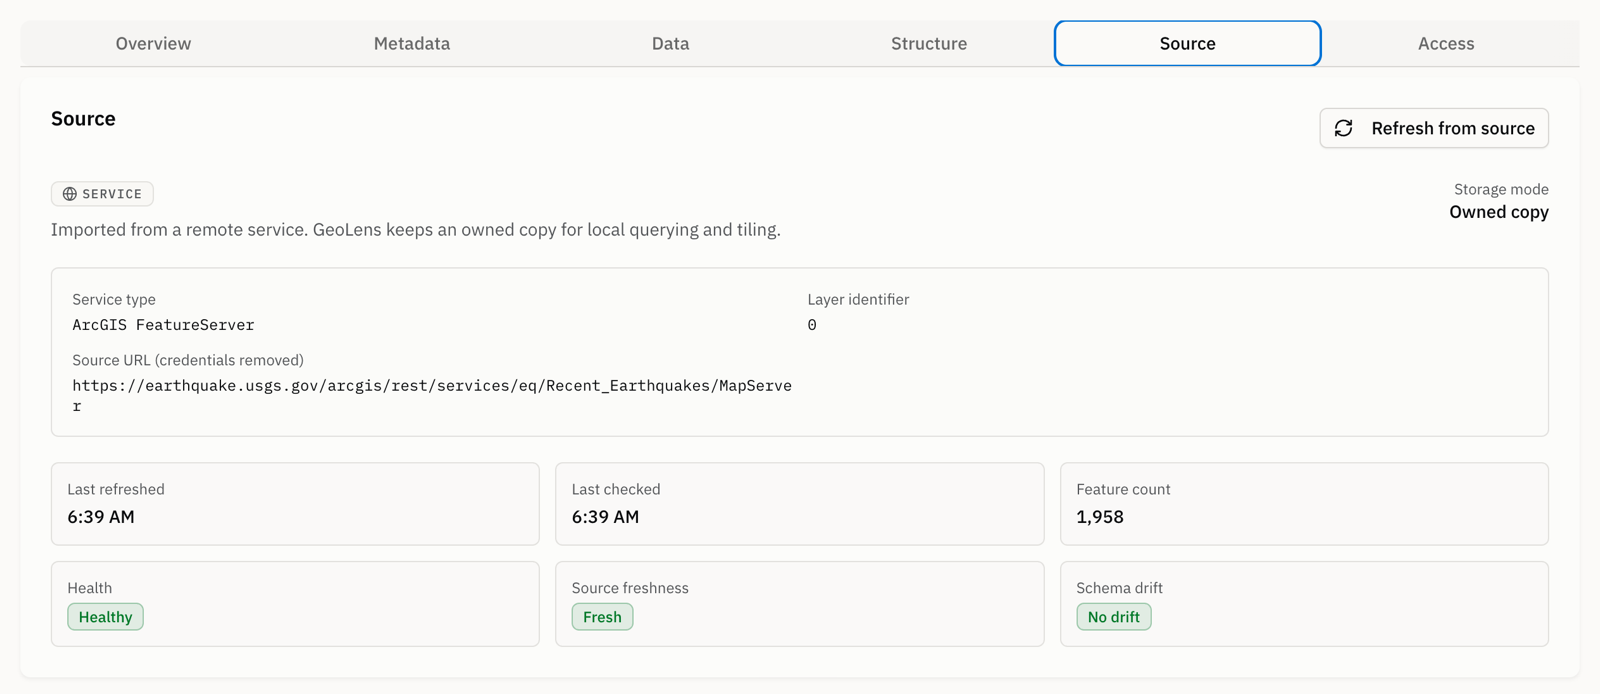 Overview Metadata Data Structure Source Access
Source
Refresh from source
SERVICE
Storage mode
Owned copy
Imported from a remote service. GeoLens keeps an owned copy for local querying and tiling.
Service type
ArcGIS FeatureServer
Layer identifier
0
Source URL (credentials removed)
https://earthquake.usgs.gov/arcgis/rest/services/eq/Recent_Earthquakes/MapServe
r
Last refreshed
6:39 AM
Last checked
6:39 AM
Feature count
1,958
Health
Healthy
Source freshness
Fresh
Schema drift
No drift